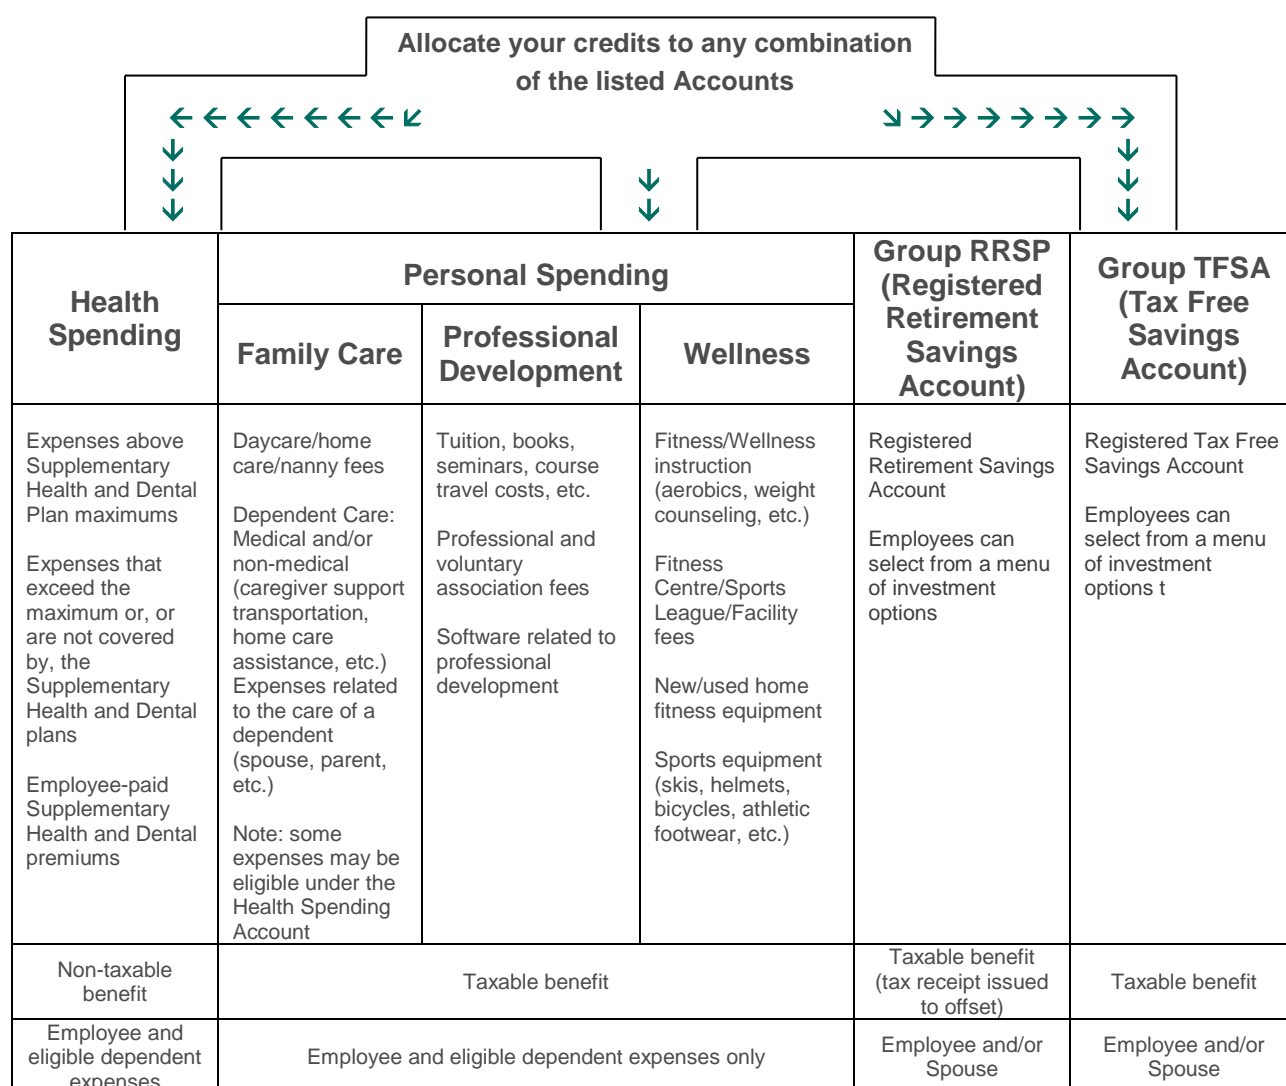 Allocate your credits to any combination
of the listed Accounts
Health
Spending
Personal Spending
Family Care
Professional
Development
Wellness
Group RRSP
(Registered
Retirement
Savings
Account)
Group TFSA
(Tax Free
Savings
Account)
Expenses above
Supplementary
Health and Dental
Plan maximums
Expenses that
exceed the
maximum or, or
are not covered
by, the
Supplementary
Health and Dental
plans
Employee-paid
Supplementary
Health and Dental
premiums
Daycare/home
care/nanny fees
Dependent Care:
Medical and/or
non-medical
(caregiver support
transportation,
home care
assistance, etc.)
Expenses related
to the care of a
dependent
(spouse, parent,
etc.)
Note: some
expenses may be
eligible under the
Health Spending
Account
Tuition, books,
seminars, course
travel costs, etc.
Professional and
voluntary
association fees
Software related to
professional
development
Fitness/Wellness
instruction
(aerobics, weight
counseling, etc.)
Fitness
Centre/Sports
League/Facility
fees
New/used home
fitness equipment
Sports equipment
(skis, helmets,
bicycles, athletic
footwear, etc.)
Registered
Retirement Savings
Account
Employees can
select from a menu
of investment
options
Registered Tax Free
Savings Account
Employees can
select from a menu
of investment
options t
Non-taxable
benefit
Taxable benefit
Taxable benefit
(tax receipt issued
to offset)
Taxable benefit
Employee and
eligible dependent
expenses
Employee and eligible dependent expenses only
Employee and/or
Spouse
Employee and/or
Spouse